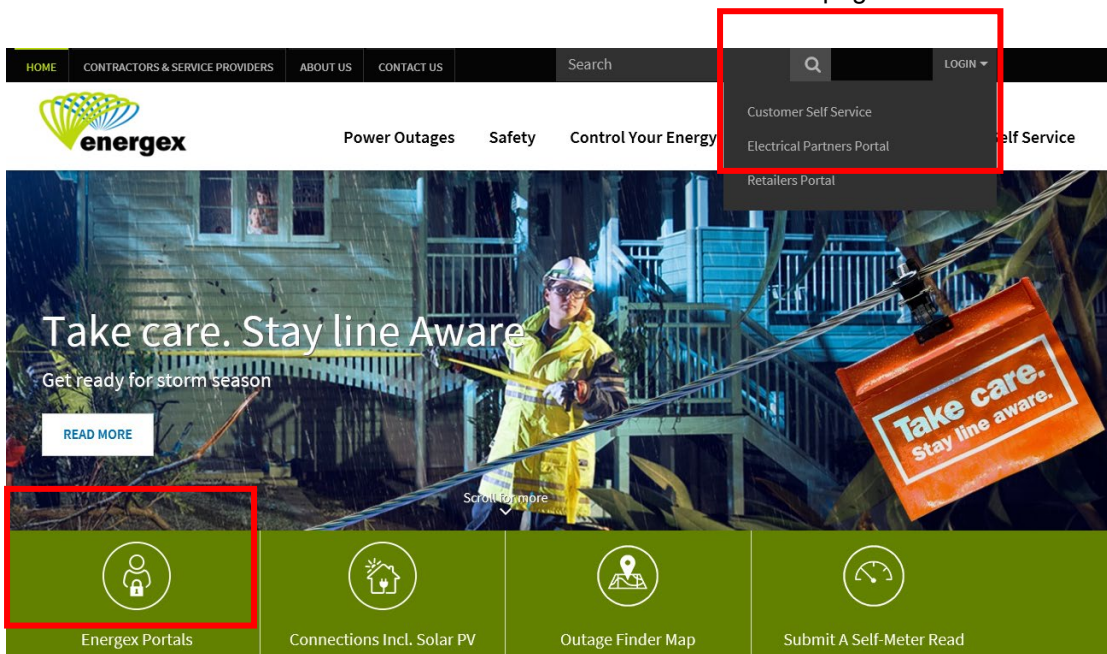 HOME CONTRACTORS & SERVICE PROVIDERS ABOUT US CONTACT US Search LOGIN
energex
Power Outages Safety Control Your Energy Self Service
Customer Self Service
Electrical Partners Portal
Retailers Portal
Take care. Stay line Aware
Get ready for storm season
READ MORE
Take care.
Stay line aware.
Scroll for more
Energex Portals Connections Incl. Solar PV Outage Finder Map Submit A Self-Meter Read